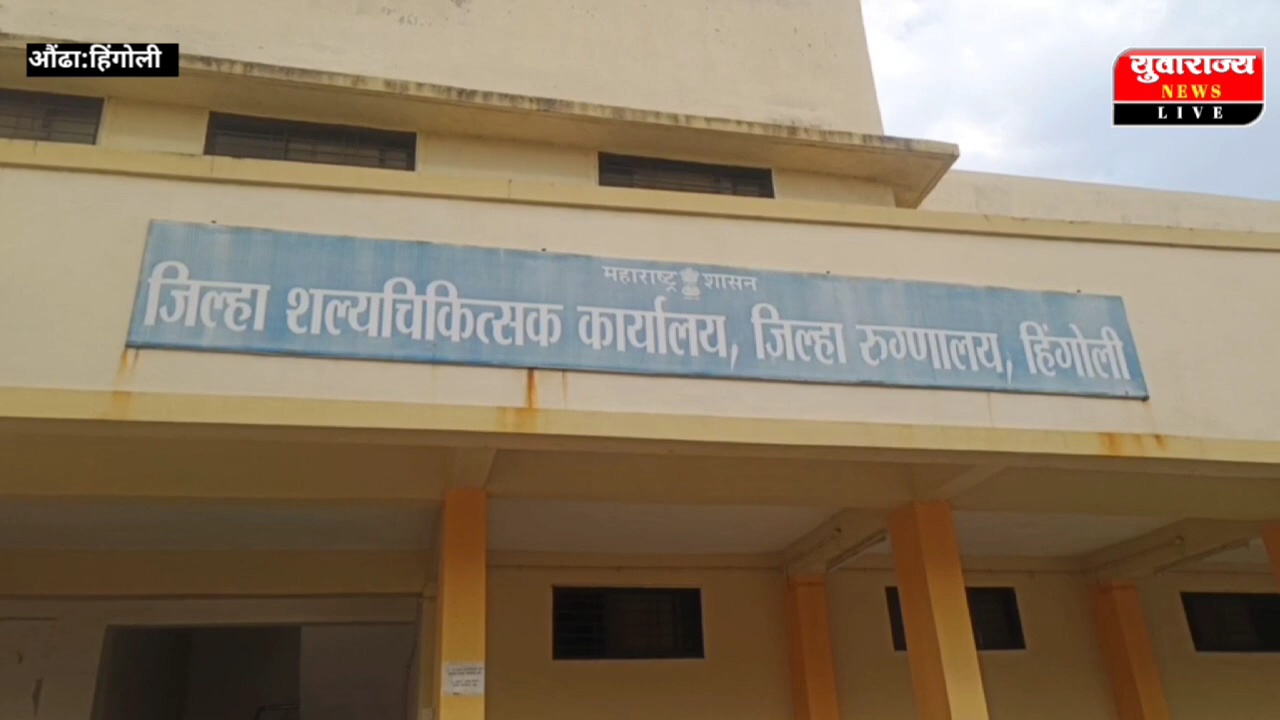 औंढा:हिंगोली
युवाराज्य
NEWS
LIVE
महाराष्ट्र शासन
जिल्हा शल्यचिकित्सक कार्यालय, जिल्हा रुग्णालय, हिंगोली